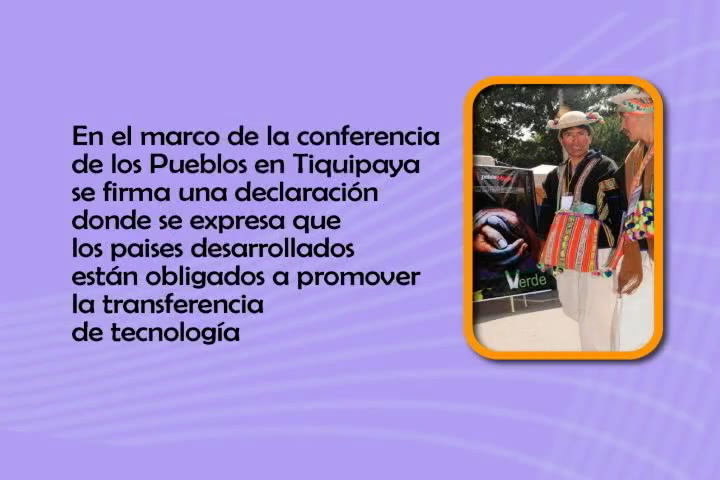 En el marco de la conferencia
de los Pueblos en Tiquipaya
se firma una declaración
donde se expresa que
los paises desarrollados
están obligados a promover
la transferencia
de tecnología
Verde